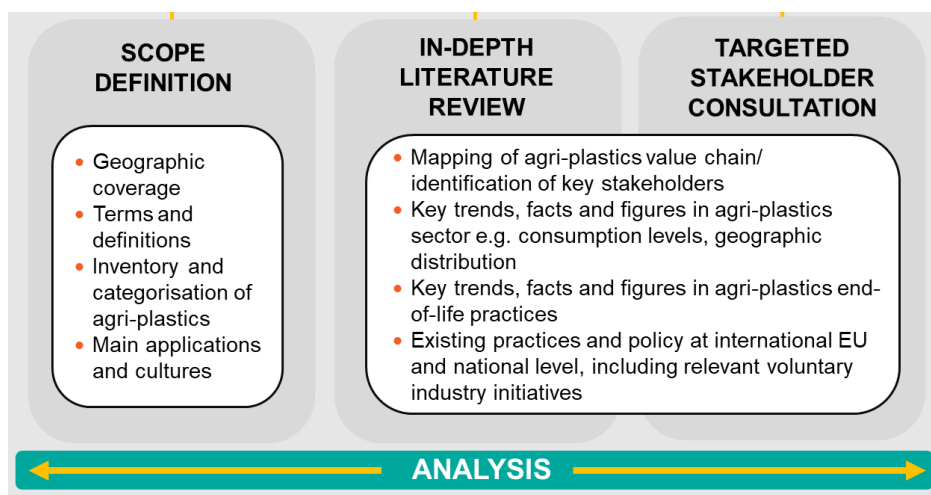 SCOPE
DEFINITION
• Geographic
coverage
• Terms and
definitions
• Inventory and
categorisation of
agri-plastics
• Main applications
and cultures
IN-DEPTH
LITERATURE
REVIEW
TARGETED
STAKEHOLDER
CONSULTATION
• Mapping of agri-plastics value chain/
identification of key stakeholders
• Key trends, facts and figures in agri-plastics
sector e.g. consumption levels, geographic
distribution
• Key trends, facts and figures in agri-plastics end-
of-life practices
• Existing practices and policy at international EU
and national level, including relevant voluntary
industry initiatives
ANALYSIS